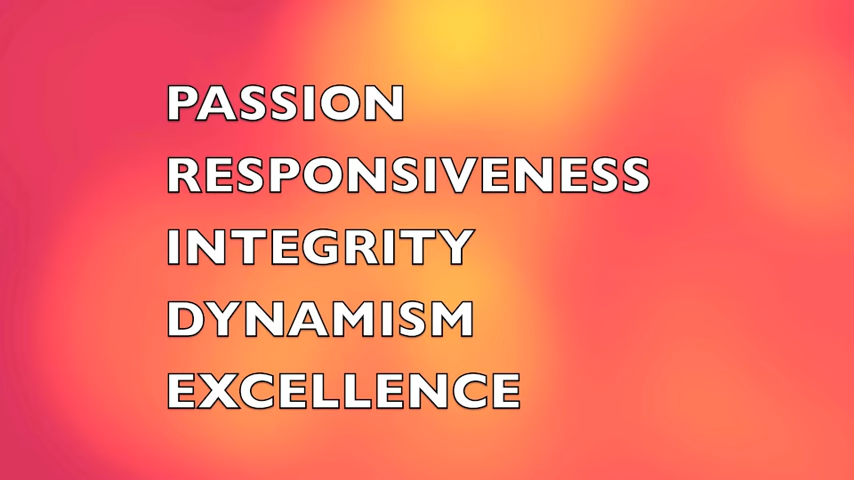 PASSION
RESPONSIVENESS
INTEGRITY
DYNAMISM
EXCELLENCE